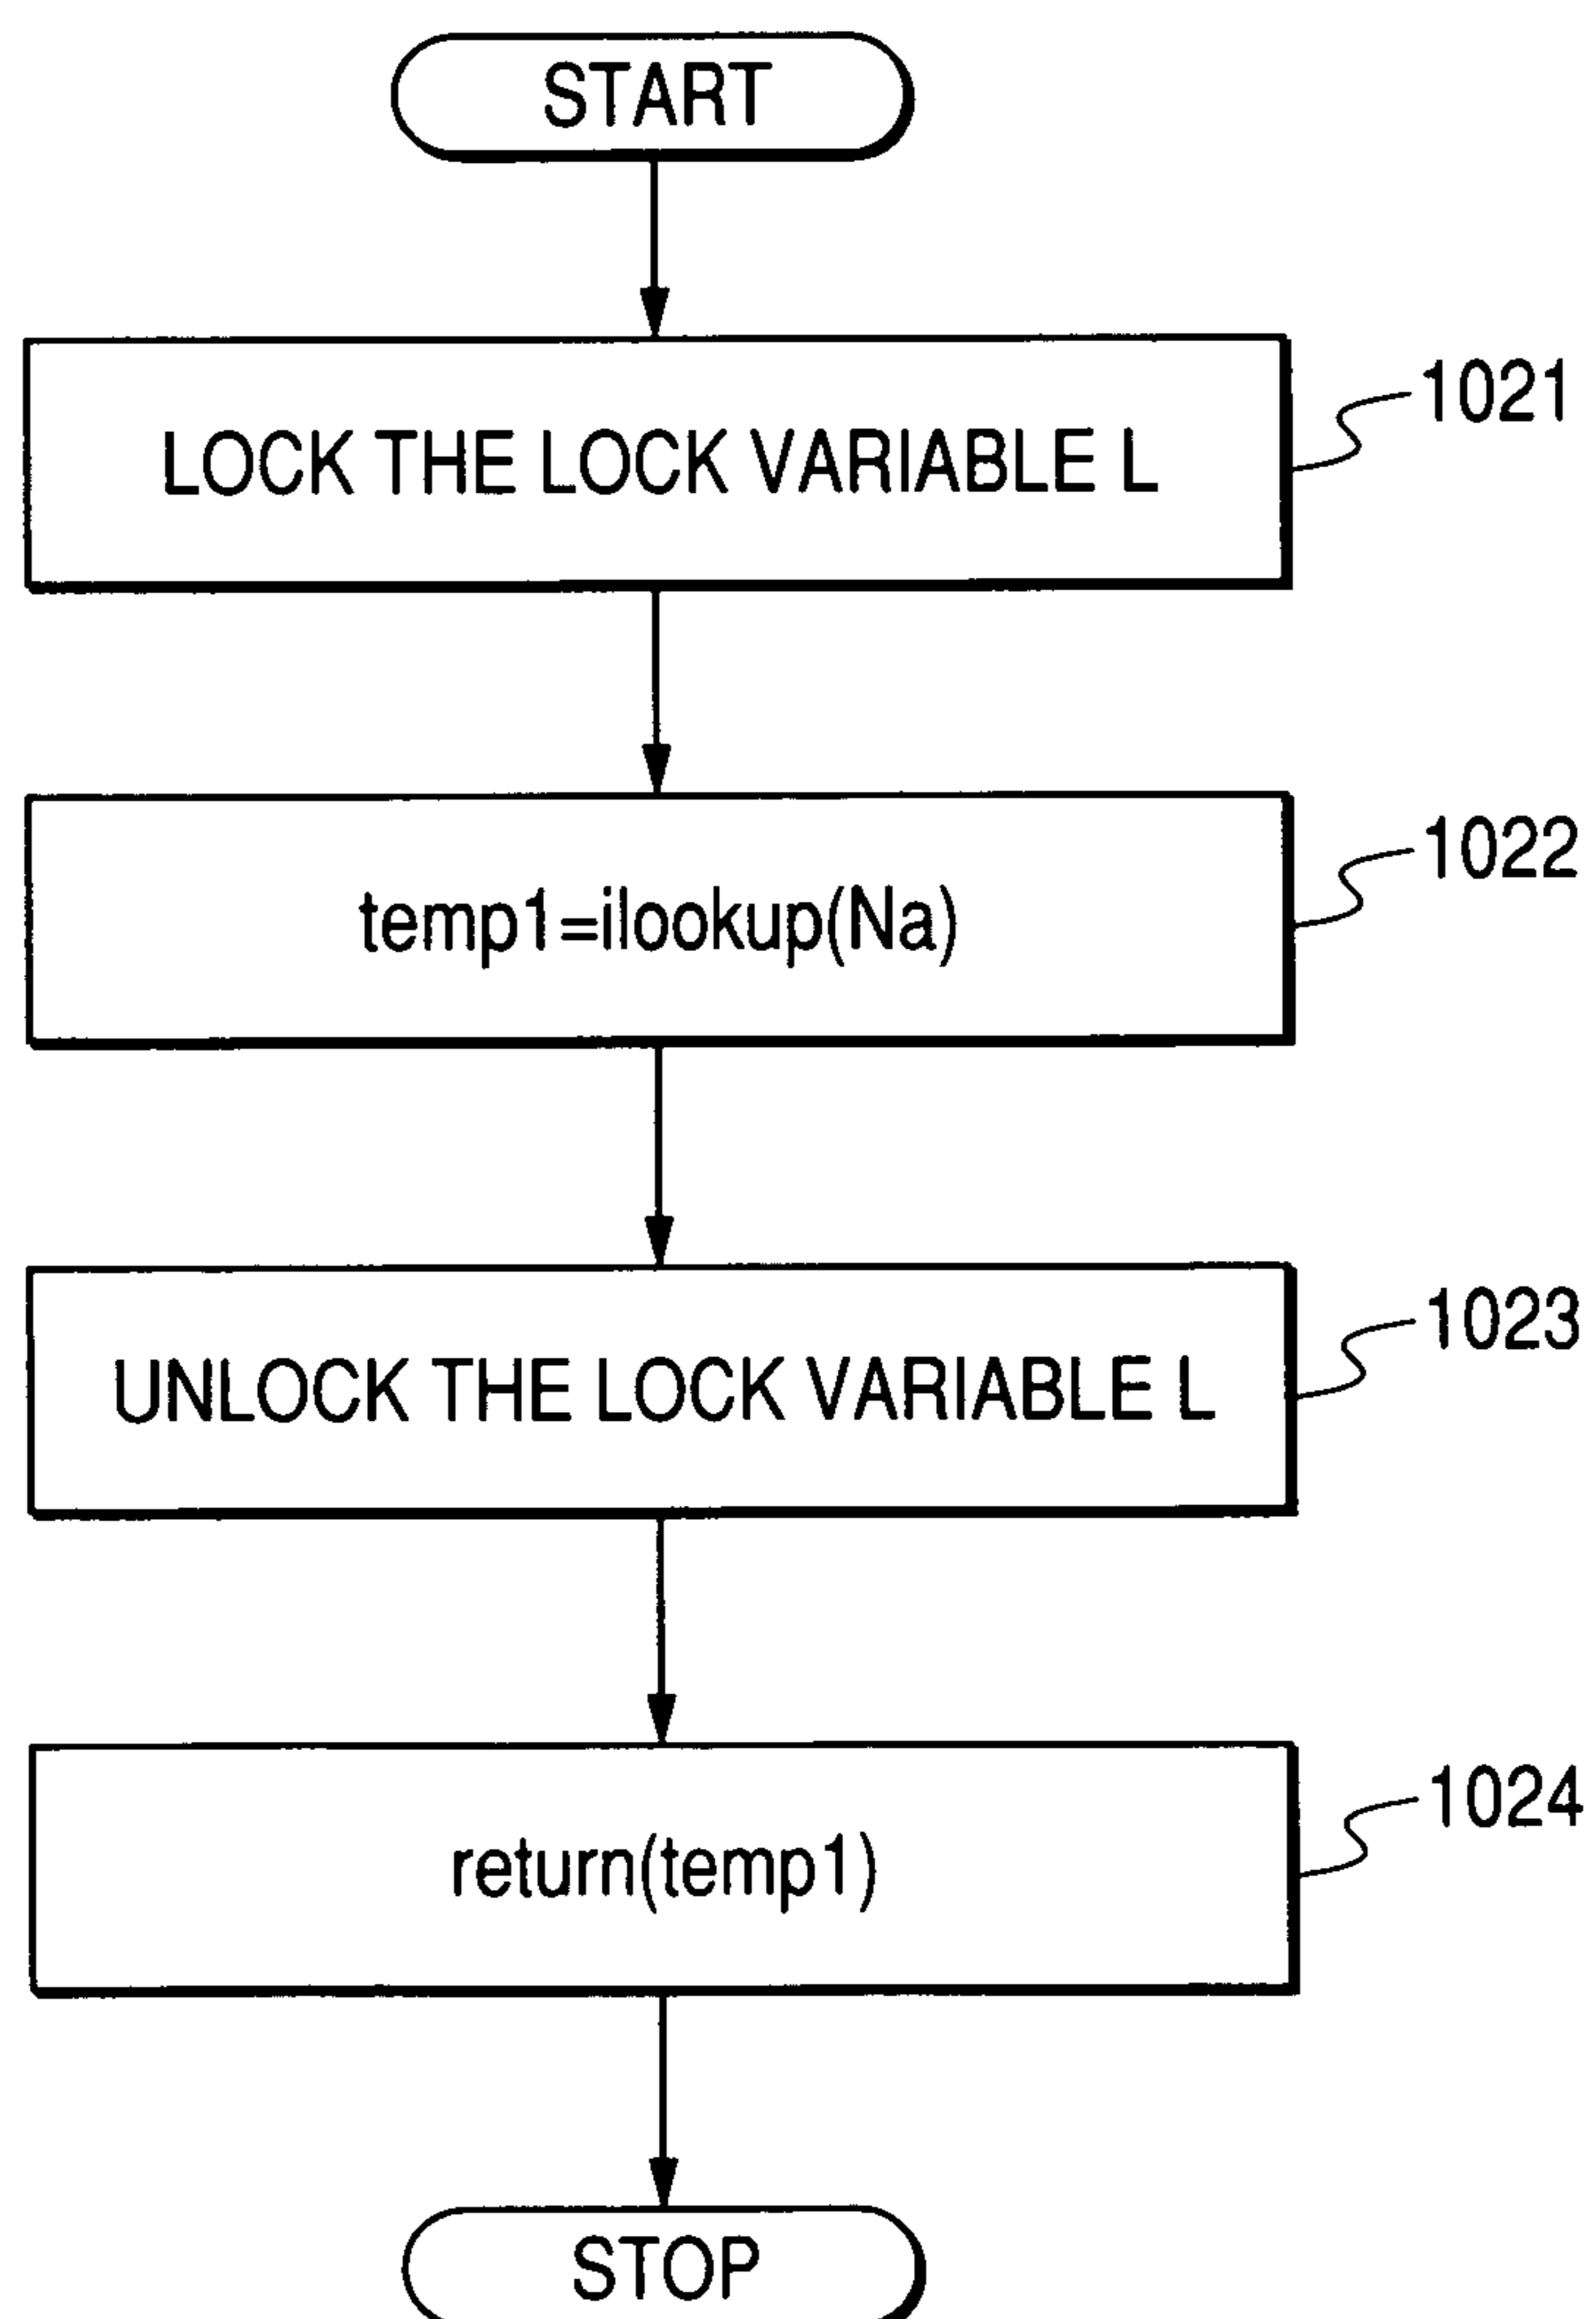 START
LOCK THE LOCK VARIABLE L
1021
temp1=ilookup(Na)
1022
UNLOCK THE LOCK VARIABLE L
1023
return(temp1)
1024
STOP